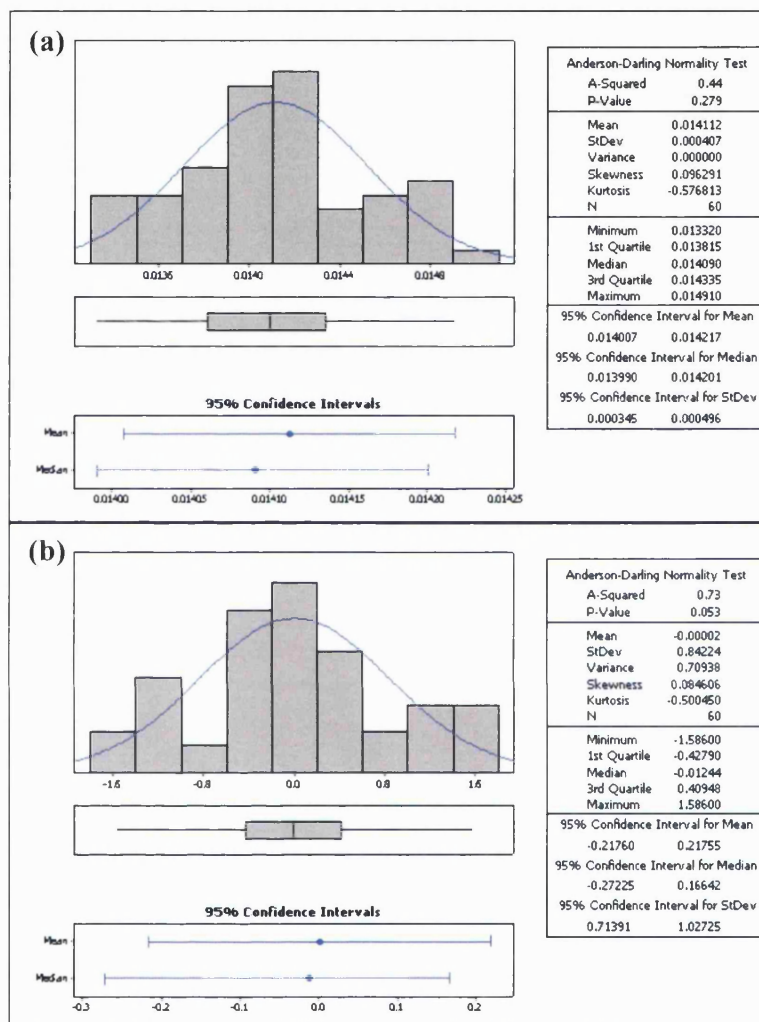 (a)
0.0136 0.0140 0.0144 0.0148
95% Confidence Intervals
Mean
Median
0.01400 0.01405 0.01410 0.01415 0.01420 0.01425
Anderson-Darling Normality Test
A-Squared 0.44
P-Value 0.279
Mean 0.014112
StDev 0.000407
Variance 0.000000
Skewness 0.096291
Kurtosis -0.576813
N 60
Minimum 0.013320
1st Quartile 0.013815
Median 0.014090
3rd Quartile 0.014335
Maximum 0.014910
95% Confidence Interval for Mean
0.014007 0.014217
95% Confidence Interval for Median
0.013990 0.014201
95% Confidence Interval for StDev
0.000345 0.000496
(b)
-1.6 -0.8 0.0 0.8 1.6
95% Confidence Intervals
Mean
Median
-0.3 -0.2 -0.1 0.0 0.1 0.2
Anderson-Darling Normality Test
A-Squared 0.73
P-Value 0.053
Mean -0.00002
StDev 0.84224
Variance 0.70938
Skewness 0.084606
Kurtosis -0.500450
N 60
Minimum -1.58600
1st Quartile -0.42790
Median -0.01244
3rd Quartile 0.40948
Maximum 1.58600
95% Confidence Interval for Mean
-0.21760 0.21755
95% Confidence Interval for Median
-0.27225 0.16642
95% Confidence Interval for StDev
0.71391 1.02725